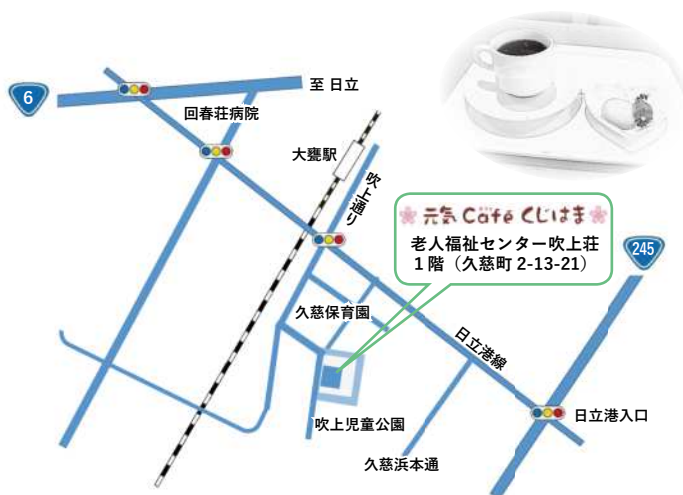 6
至 日立
回春荘病院
大甕駅
吹上通り
元気 Café くじはま
老人福祉センター吹上荘
1階（久慈町 2-13-21）
245
久慈保育園
日立港線
吹上児童公園
日立港入口
久慈浜本通